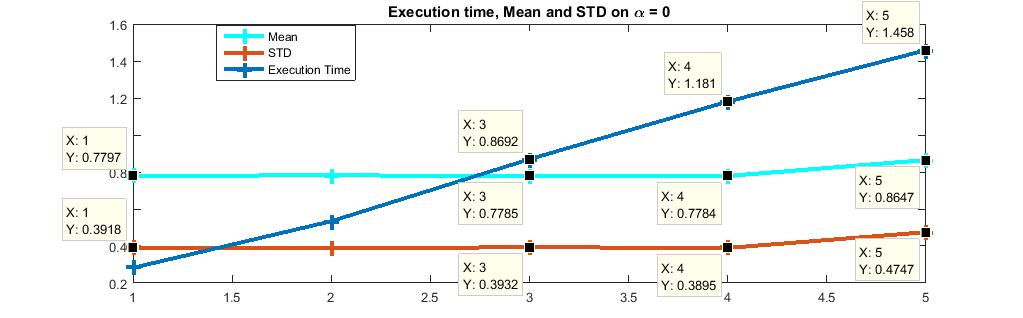 Execution time, Mean and STD on α = 0
Mean
STD
Execution Time
X: 1
Y: 0.7797
X: 1
Y: 0.3918
X: 3
Y: 0.8692
X: 3
Y: 0.7785
X: 3
Y: 0.3932
X: 4
Y: 1.181
X: 4
Y: 0.7784
X: 4
Y: 0.3895
X: 5
Y: 1.458
X: 5
Y: 0.8647
X: 5
Y: 0.4747
1.6
1.4
1.2
0.8
0.4
0.2
1 1.5 2 2.5 3 3.5 4 4.5 5